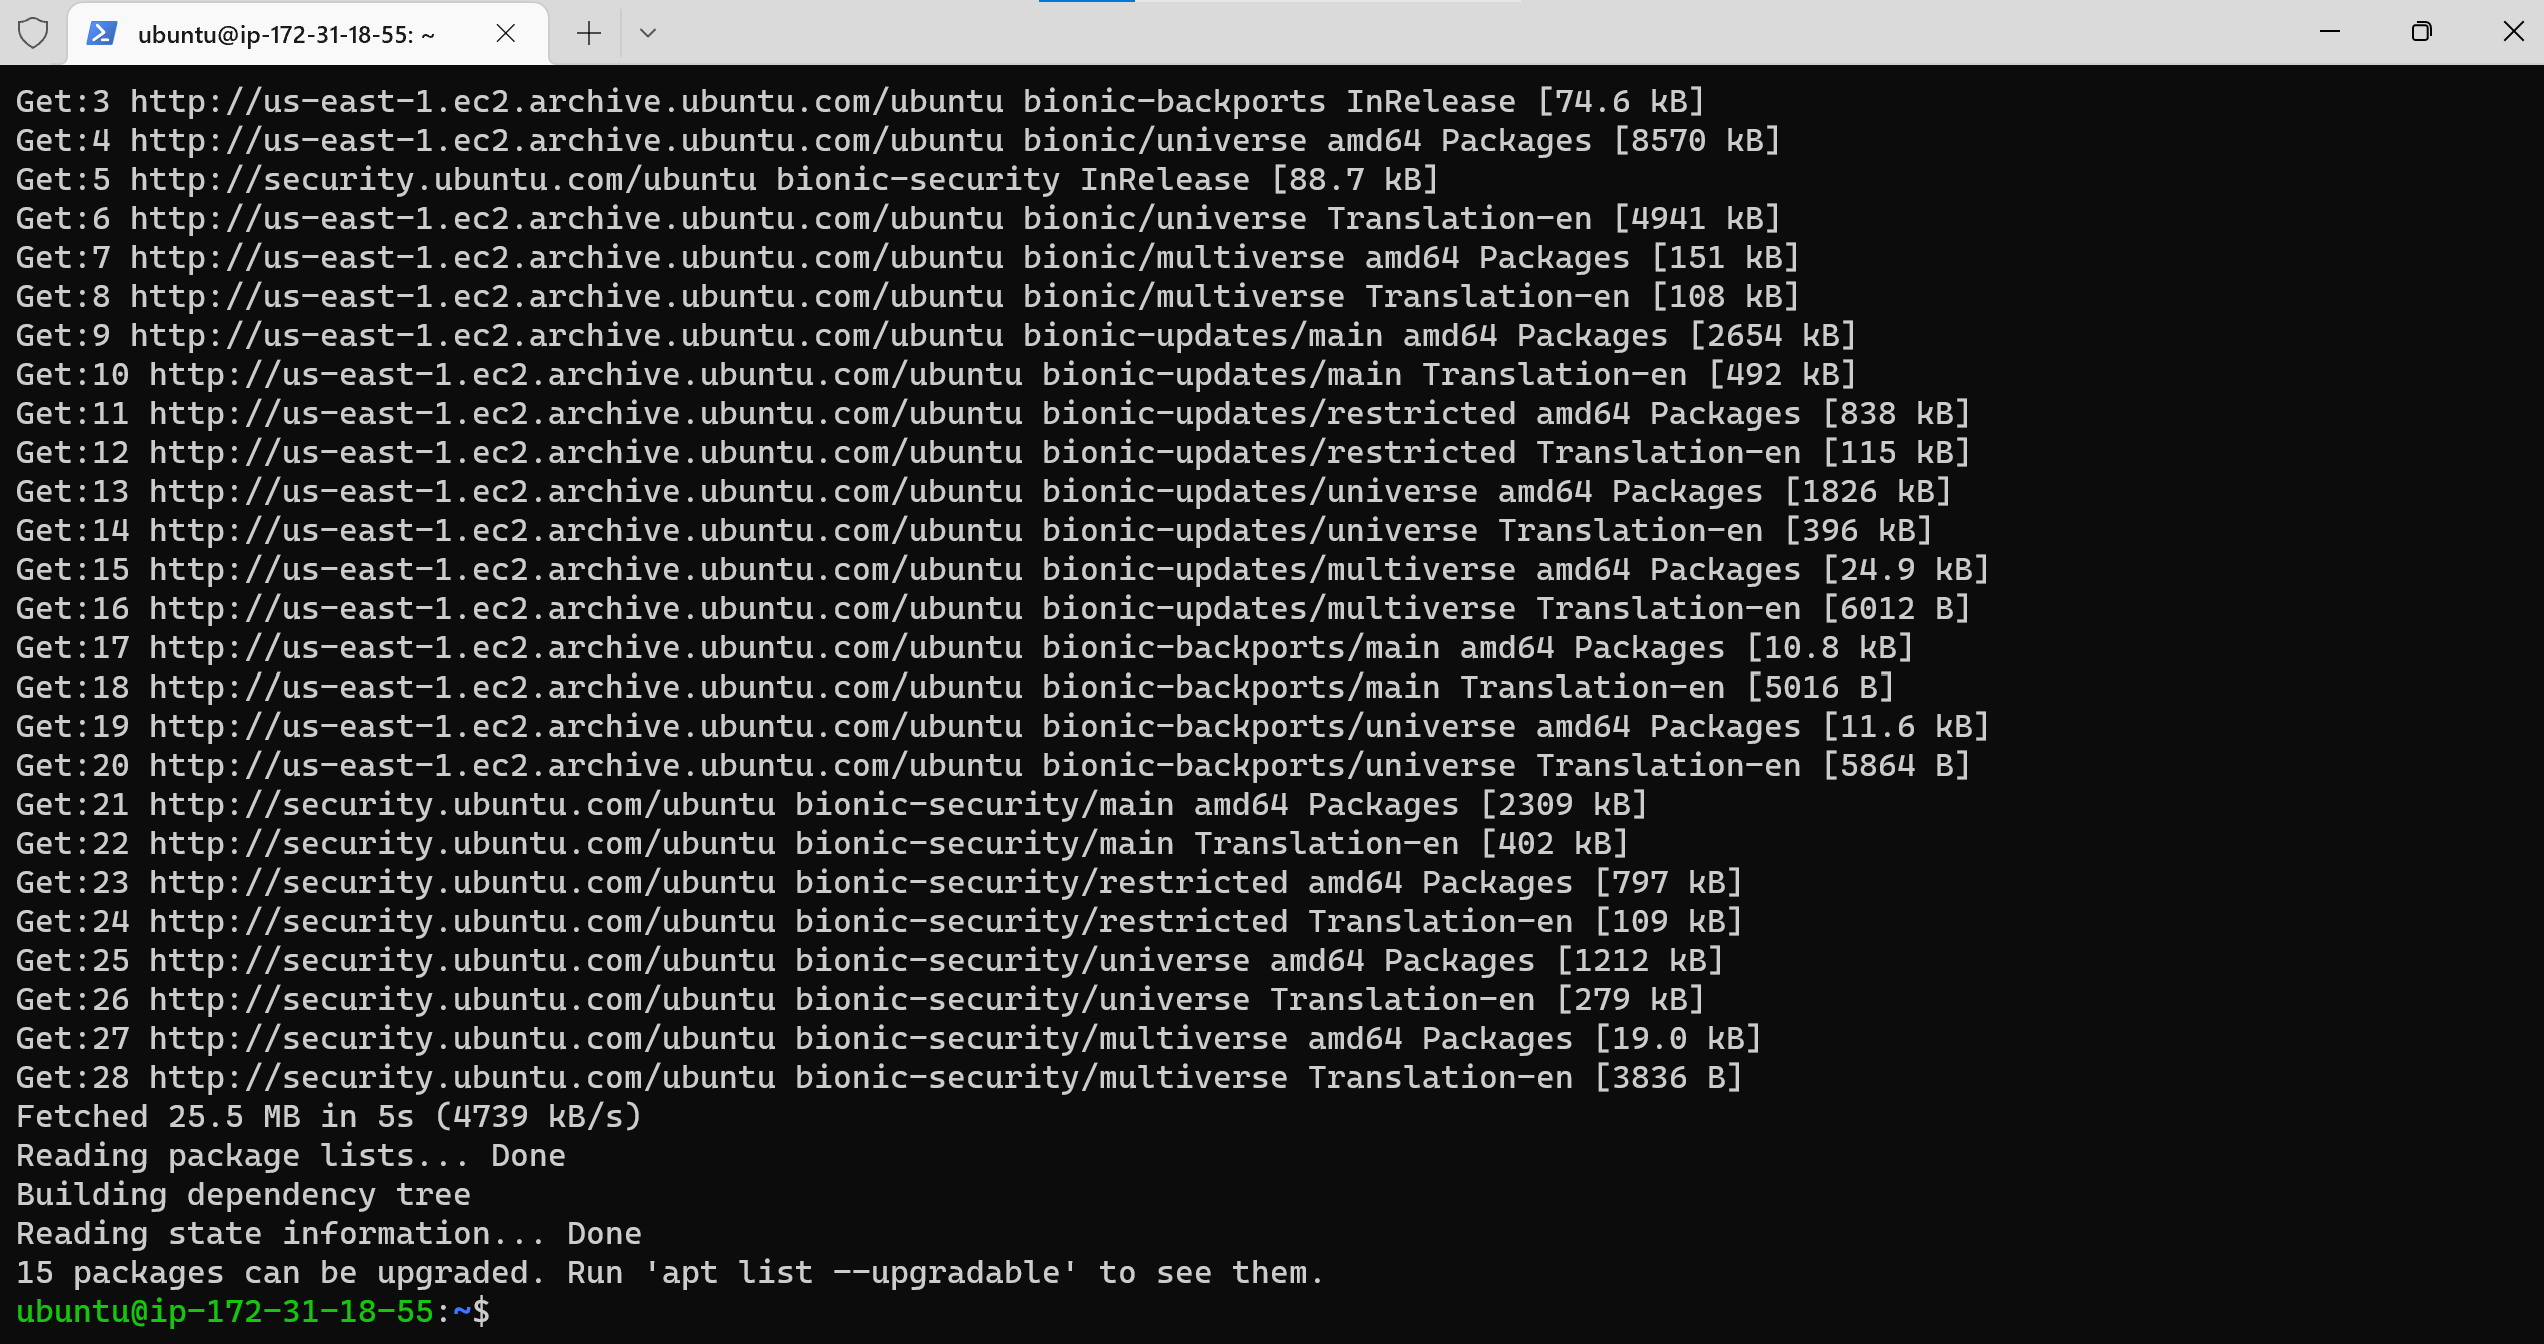 ubuntu@ip-172-31-18-55: ~
Get:3 http://us-east-1.ec2.archive.ubuntu.com/ubuntu bionic-backports InRelease [74.6 kB]
Get:4 http://us-east-1.ec2.archive.ubuntu.com/ubuntu bionic/universe amd64 Packages [8570 kB]
Get:5 http://security.ubuntu.com/ubuntu bionic-security InRelease [88.7 kB]
Get:6 http://us-east-1.ec2.archive.ubuntu.com/ubuntu bionic/universe Translation-en [4941 kB]
Get:7 http://us-east-1.ec2.archive.ubuntu.com/ubuntu bionic/multiverse amd64 Packages [151 kB]
Get:8 http://us-east-1.ec2.archive.ubuntu.com/ubuntu bionic/multiverse Translation-en [108 kB]
Get:9 http://us-east-1.ec2.archive.ubuntu.com/ubuntu bionic-updates/main amd64 Packages [2654 kB]
Get:10 http://us-east-1.ec2.archive.ubuntu.com/ubuntu bionic-updates/main Translation-en [492 kB]
Get:11 http://us-east-1.ec2.archive.ubuntu.com/ubuntu bionic-updates/restricted amd64 Packages [838 kB]
Get:12 http://us-east-1.ec2.archive.ubuntu.com/ubuntu bionic-updates/restricted Translation-en [115 kB]
Get:13 http://us-east-1.ec2.archive.ubuntu.com/ubuntu bionic-updates/universe amd64 Packages [1826 kB]
Get:14 http://us-east-1.ec2.archive.ubuntu.com/ubuntu bionic-updates/universe Translation-en [396 kB]
Get:15 http://us-east-1.ec2.archive.ubuntu.com/ubuntu bionic-updates/multiverse amd64 Packages [24.9 kB]
Get:16 http://us-east-1.ec2.archive.ubuntu.com/ubuntu bionic-updates/multiverse Translation-en [6012 B]
Get:17 http://us-east-1.ec2.archive.ubuntu.com/ubuntu bionic-backports/main amd64 Packages [10.8 kB]
Get:18 http://us-east-1.ec2.archive.ubuntu.com/ubuntu bionic-backports/main Translation-en [5016 B]
Get:19 http://us-east-1.ec2.archive.ubuntu.com/ubuntu bionic-backports/universe amd64 Packages [11.6 kB]
Get:20 http://us-east-1.ec2.archive.ubuntu.com/ubuntu bionic-backports/universe Translation-en [5864 B]
Get:21 http://security.ubuntu.com/ubuntu bionic-security/main amd64 Packages [2309 kB]
Get:22 http://security.ubuntu.com/ubuntu bionic-security/main Translation-en [402 kB]
Get:23 http://security.ubuntu.com/ubuntu bionic-security/restricted amd64 Packages [797 kB]
Get:24 http://security.ubuntu.com/ubuntu bionic-security/restricted Translation-en [109 kB]
Get:25 http://security.ubuntu.com/ubuntu bionic-security/universe amd64 Packages [1212 kB]
Get:26 http://security.ubuntu.com/ubuntu bionic-security/universe Translation-en [279 kB]
Get:27 http://security.ubuntu.com/ubuntu bionic-security/multiverse amd64 Packages [19.0 kB]
Get:28 http://security.ubuntu.com/ubuntu bionic-security/multiverse Translation-en [3836 B]
Fetched 25.5 MB in 5s (4739 kB/s)
Reading package lists... Done
Building dependency tree
Reading state information... Done
15 packages can be upgraded. Run 'apt list --upgradable' to see them.
ubuntu@ip-172-31-18-55:~$